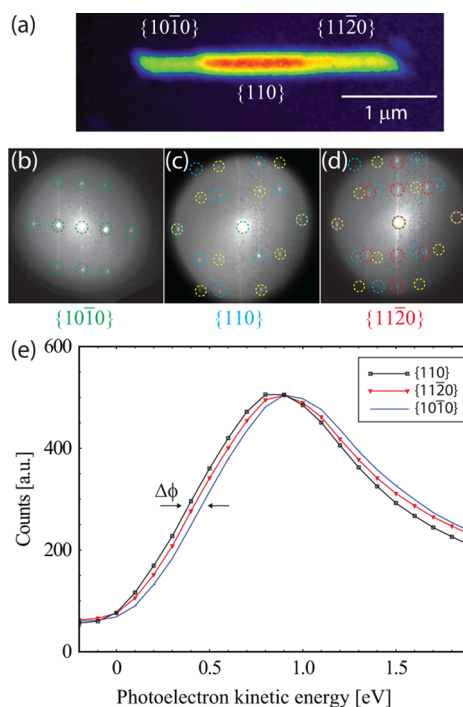 (a)
{101̄0}
{112̄0}
{110}
1 μm
(b)
(c)
(d)
{101̄0}
{110}
{112̄0}
(e)
600
400
200
0
Counts [a.u.]
Δϕ
{110}
{112̄0}
{101̄0}
0
0.5
1.0
1.5
Photoelectron kinetic energy [eV]